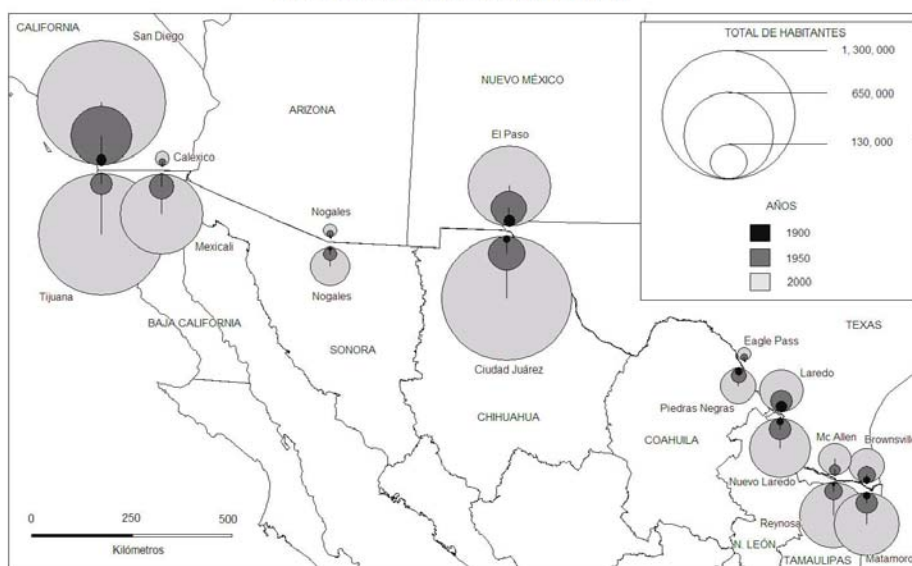 CALIFORNIA
San Diego
Calexico
Mexicali
Tijuana
BAJA CALIFORNIA
ARIZONA
Nogales
Nogales
SONORA
NUEVO MÉXICO
El Paso
Ciudad Juárez
CHIHUAHUA
TOTAL DE HABITANTES
1, 300, 000
650, 000
130, 000
AÑOS
1900
1950
2000
TEXAS
Eagle Pass
Laredo
Piedras Negras
COAHUILA
Mc Allen
Brownsville
Nuevo Laredo
Reynosa
N. LEÓN
TAMAULIPAS
Matamoro
0 250 500
Kilómetros